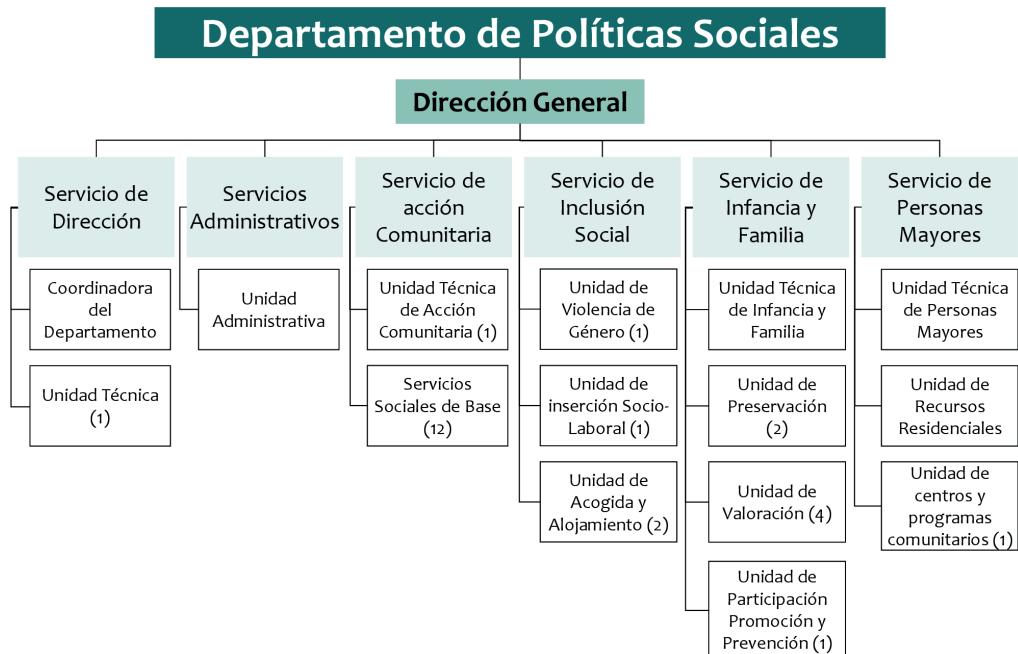 Departamento de Políticas Sociales
Dirección General
Servicio de
Dirección
Coordinadora
del
Departamento
Unidad Técnica
(1)
Servicios
Administrativos
Unidad
Administrativa
Servicio de
acción
Comunitaria
Unidad Técnica
de Acción
Comunitaria (1)
Servicios
Sociales de Base
(12)
Servicio de
Inclusión
Social
Unidad de
Violencia de
Género (1)
Unidad de
inserción Socio-
Laboral (1)
Unidad de
Acogida y
Alojamiento (2)
Servicio de
Infancia y
Familia
Unidad Técnica
de Infancia y
Familia
Unidad de
Preservación
(2)
Unidad de
Valoración (4)
Unidad de
Participación
Promoción y
Prevención (1)
Servicio de
Personas
Mayores
Unidad Técnica
de Personas
Mayores
Unidad de
Recursos
Residenciales
Unidad de
centros y
programas
comunitarios (1)